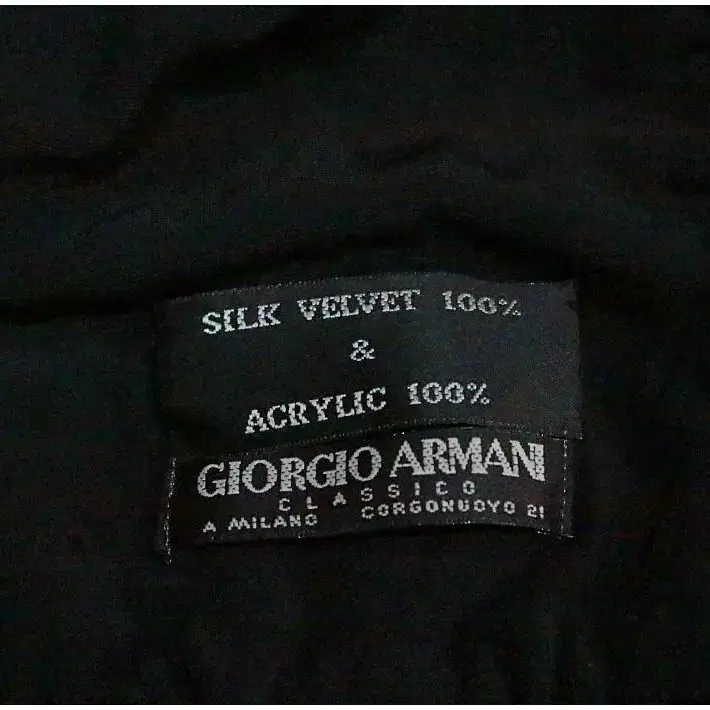 SILK VELVET 100%
&
ACRYLIC 100%
GIORGIO ARMANI
CLASSICO
A MILANO CORGONUOVO 21